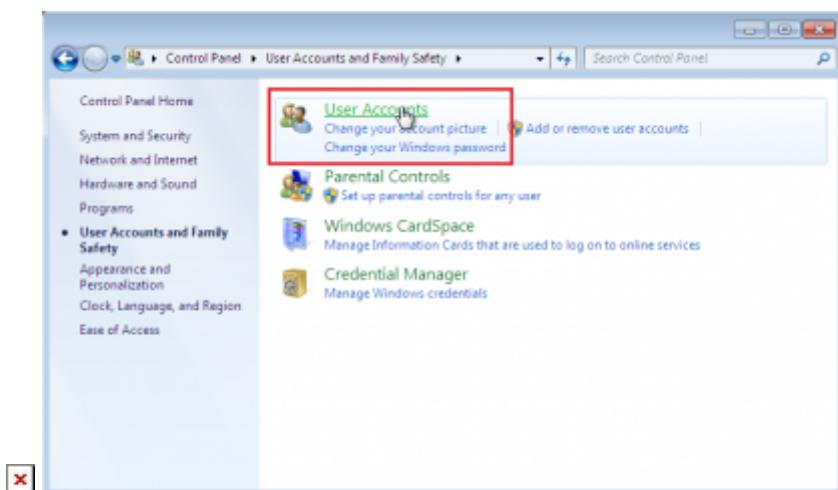 Control Panel
User Accounts and Family Safety
Search Control Panel
Control Panel Home
System and Security
Network and Internet
Hardware and Sound
Programs
User Accounts and Family
Safety
Appearance and
Personalization
Clock, Language, and Region
Ease of Access
User Accounts
Change your account picture
Add or remove user accounts
Change your Windows password
Parental Controls
Set up parental controls for any user
Windows CardSpace
Manage Information Cards that are used to log on to online services
Credential Manager
Manage Windows credentials